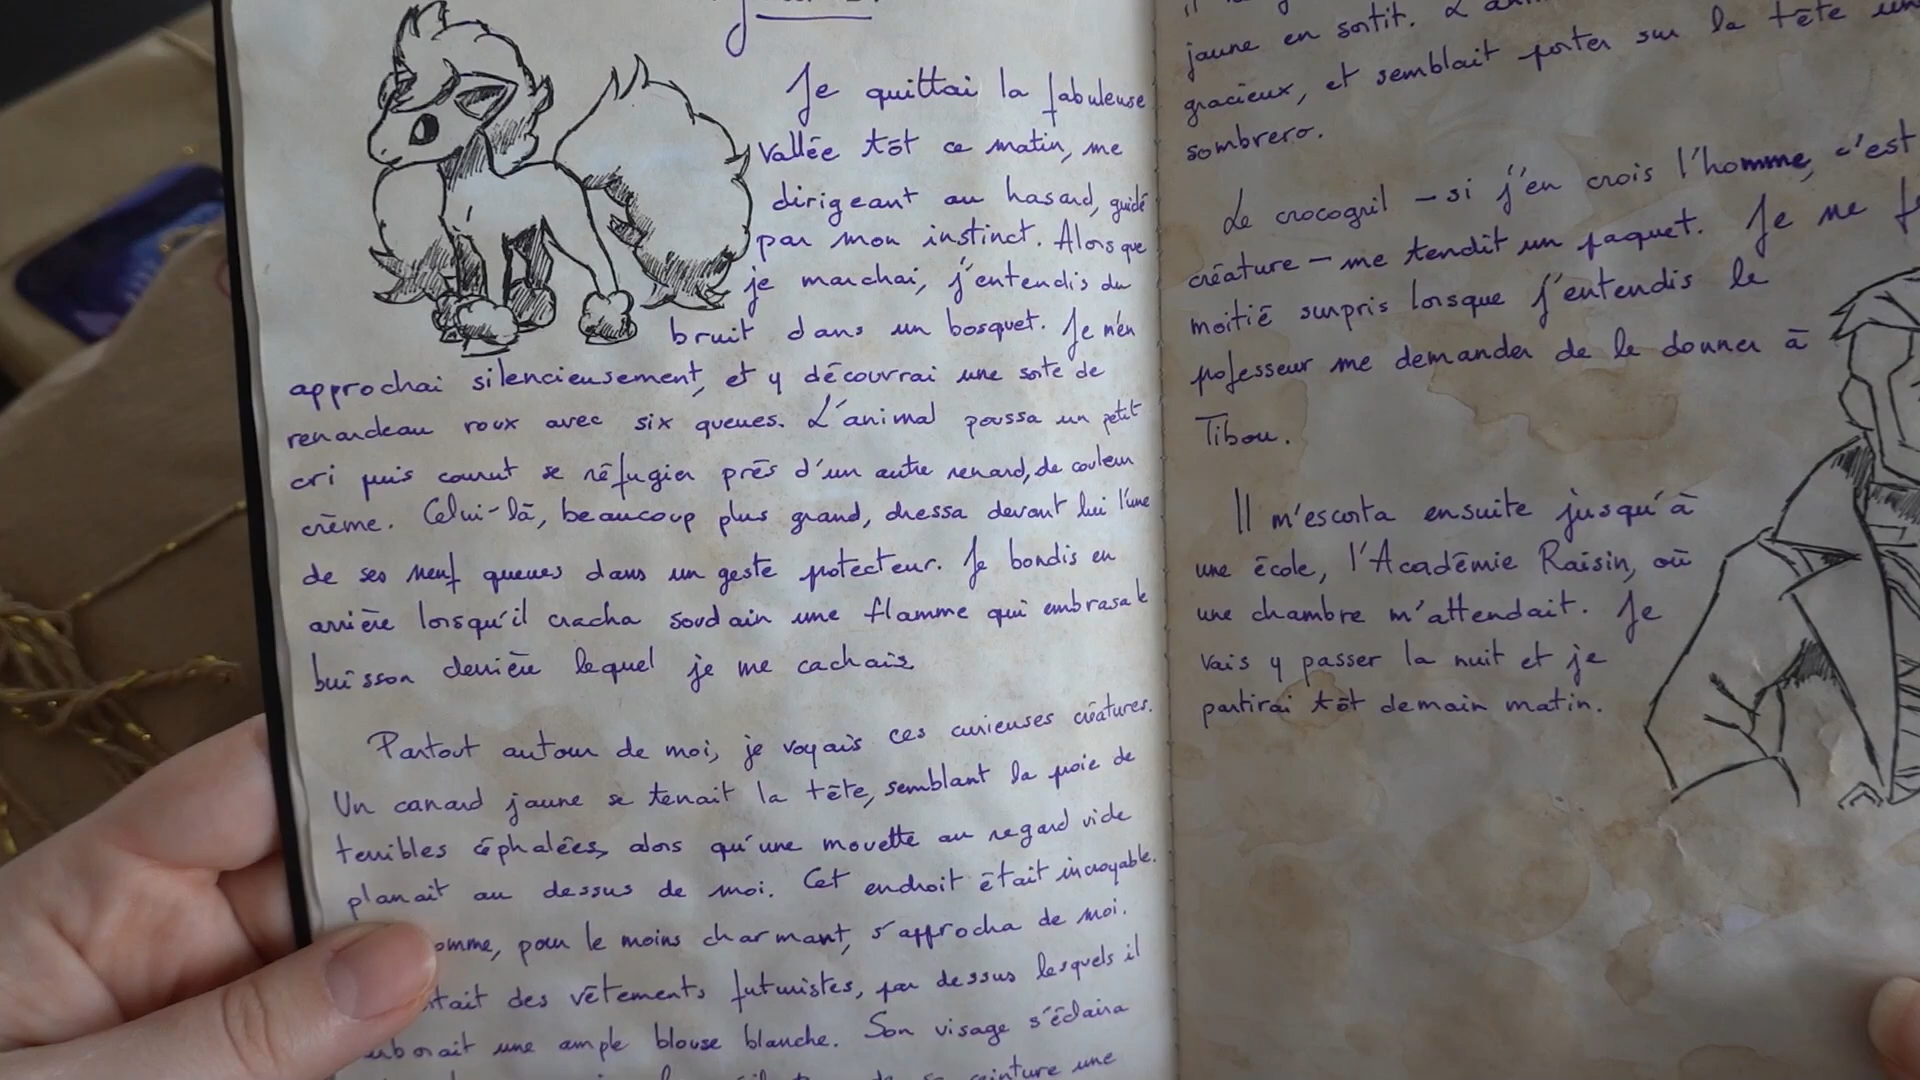 Je quittai la fabuleuse
vallée tôt ce matin, me
dirigeant au hasard, guidé
par mon instinct. Alors que
je marchai, j'entendis du
bruit dans un bosquet. Je m'en
approchai silencieusement, et y découvrai une sorte de
renardeau roux avec six queues. L'animal poussa un petit
cri puis courut se réfugier près d'un autre renard, de couleur
crème. Celui-là, beaucoup plus grand, dressa devant lui l'une
de ses neuf queues dans un geste protecteur. Je bondis en
arrière lorsqu'il cracha soudain une flamme qui embrasa le
buisson derrière lequel je me cachais.
Partout autour de moi, je voyais ces curieuses créatures.
Un canard jaune se tenait la tête, semblant la proie de
terribles céphalées, alors qu'une mouette au regard vide
planait au dessus de moi. Cet endroit était incroyable.
omme, pour le moins charmant, s'approcha de moi.
tait des vêtements futuristes, par dessus lesquels il
arborait une ample blouse blanche. Son visage s'éclaira
ceinture une
jaune en sortit.
gracieux, et semblait porter sur la tête un
sombrero.
Le crocogril - si j'en crois l'homme, c'est
créature - me tendit un paquet. Je ne
moitié surpris lorsque j'entendis le
professeur me demander de le donner à
Tibou.
Il m'escorta ensuite jusqu'à
une école, l'Académie Raisin, où
une chambre m'attendait. Je
vais y passer la nuit et je
partirai tôt demain matin.